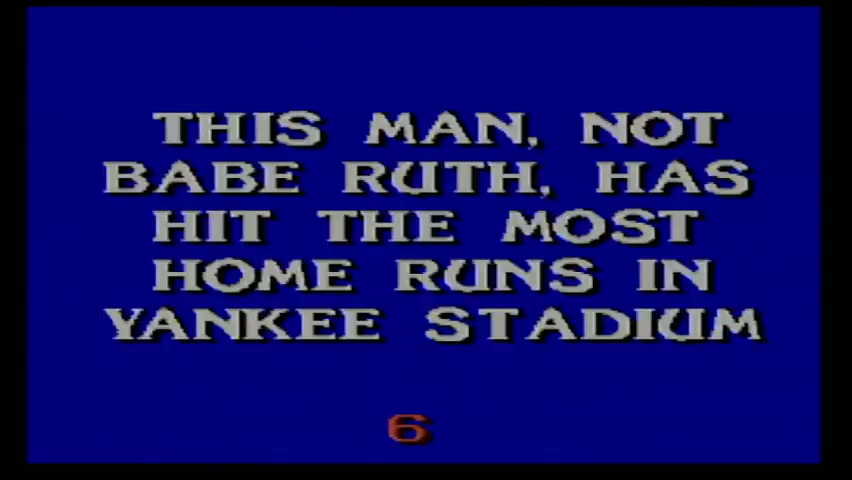 THIS MAN, NOT
BABE RUTH, HAS
HIT THE MOST
HOME RUNS IN
YANKEE STADIUM
6